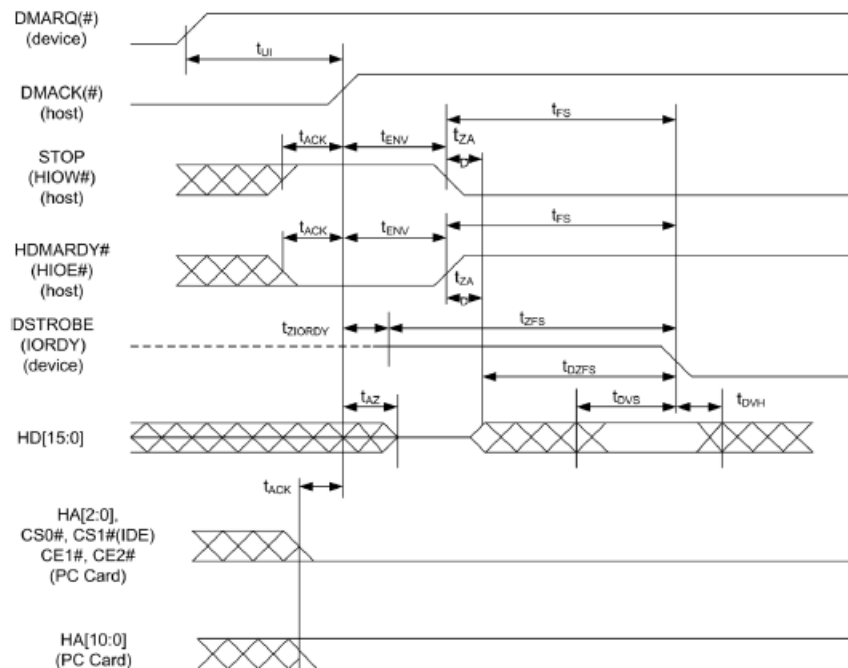 DMARQ(#)
(device)
tUI
DMACK(#)
(host)
tFS
tACK
tENV
tZA
D
STOP
(HIOW#)
(host)
tFS
tACK
tENV
HDMARDY#
(HIOE#)
(host)
tZA
D
tZIORDY
tZFS
DSTROBE
(IORDY)
(device)
tDZFS
tAZ
tDVS
tDVH
HD[15:0]
tACK
HA[2:0],
CS0#, CS1#(IDE)
CE1#, CE2#
(PC Card)
HA[10:0]
(PC Card)